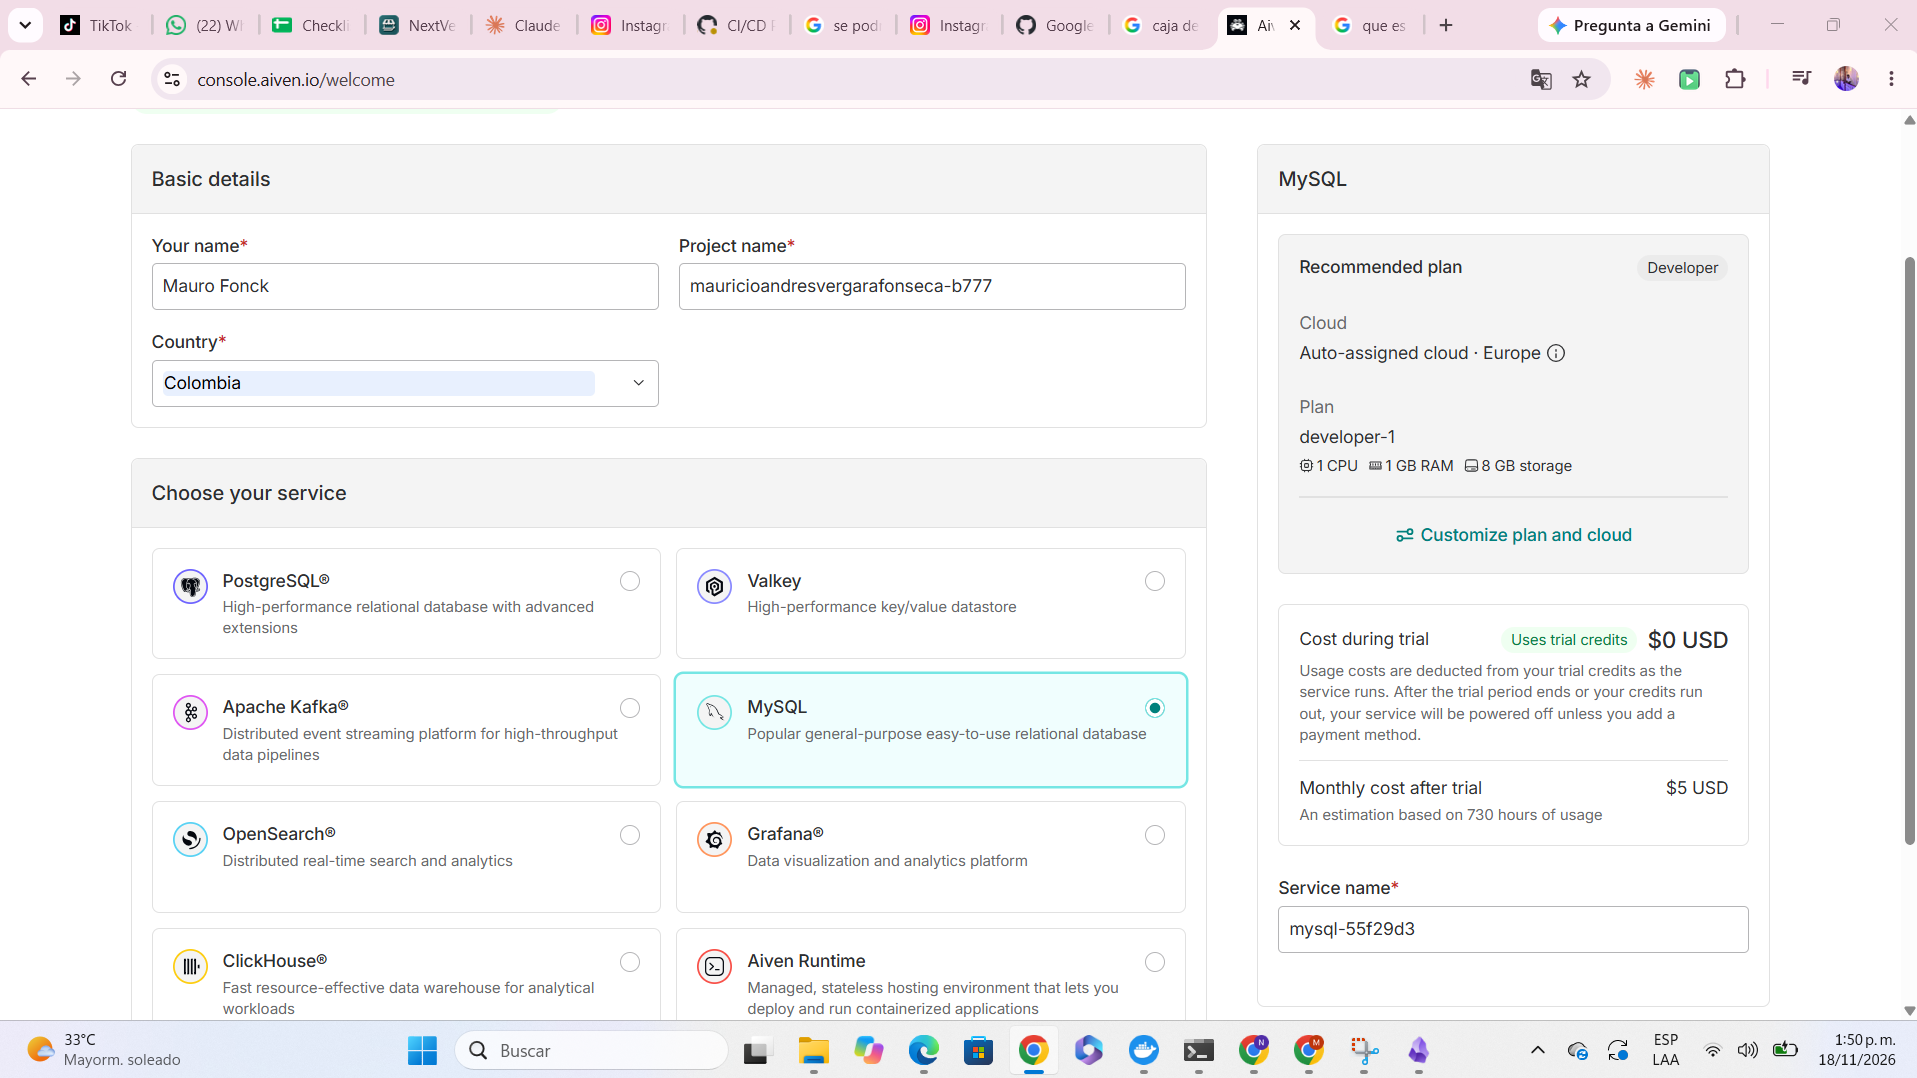 TikTok
(22) Wh
Checkli
NextVe
Claude
Instagr
CI/CD P
se pod
Instagr
Google
caja de
Aiv
que es
Pregunta a Gemini
console.aiven.io/welcome
Basic details
Your name*
Project name*
Mauro Fonck
mauricioandresvergarafonseca-b777
Country*
Colombia
Choose your service
PostgreSQL®
High-performance relational database with advanced
extensions
Valkey
High-performance key/value datastore
Apache Kafka®
Distributed event streaming platform for high-throughput
data pipelines
MySQL
Popular general-purpose easy-to-use relational database
OpenSearch®
Distributed real-time search and analytics
Grafana®
Data visualization and analytics platform
ClickHouse®
Fast resource-effective data warehouse for analytical
workloads
Aiven Runtime
Managed, stateless hosting environment that lets you
deploy and run containerized applications
MySQL
Recommended plan
Developer
Cloud
Auto-assigned cloud · Europe
Plan
developer-1
1 CPU 1 GB RAM 8 GB storage
Customize plan and cloud
Cost during trial
Uses trial credits
$0 USD
Usage costs are deducted from your trial credits as the
service runs. After the trial period ends or your credits run
out, your service will be powered off unless you add a
payment method.
Monthly cost after trial
$5 USD
An estimation based on 730 hours of usage
Service name*
mysql-55f29d3
33°C
Mayorm. soleado
Buscar
N
M
ESP
LAA
1:50 p. m.
18/11/2026